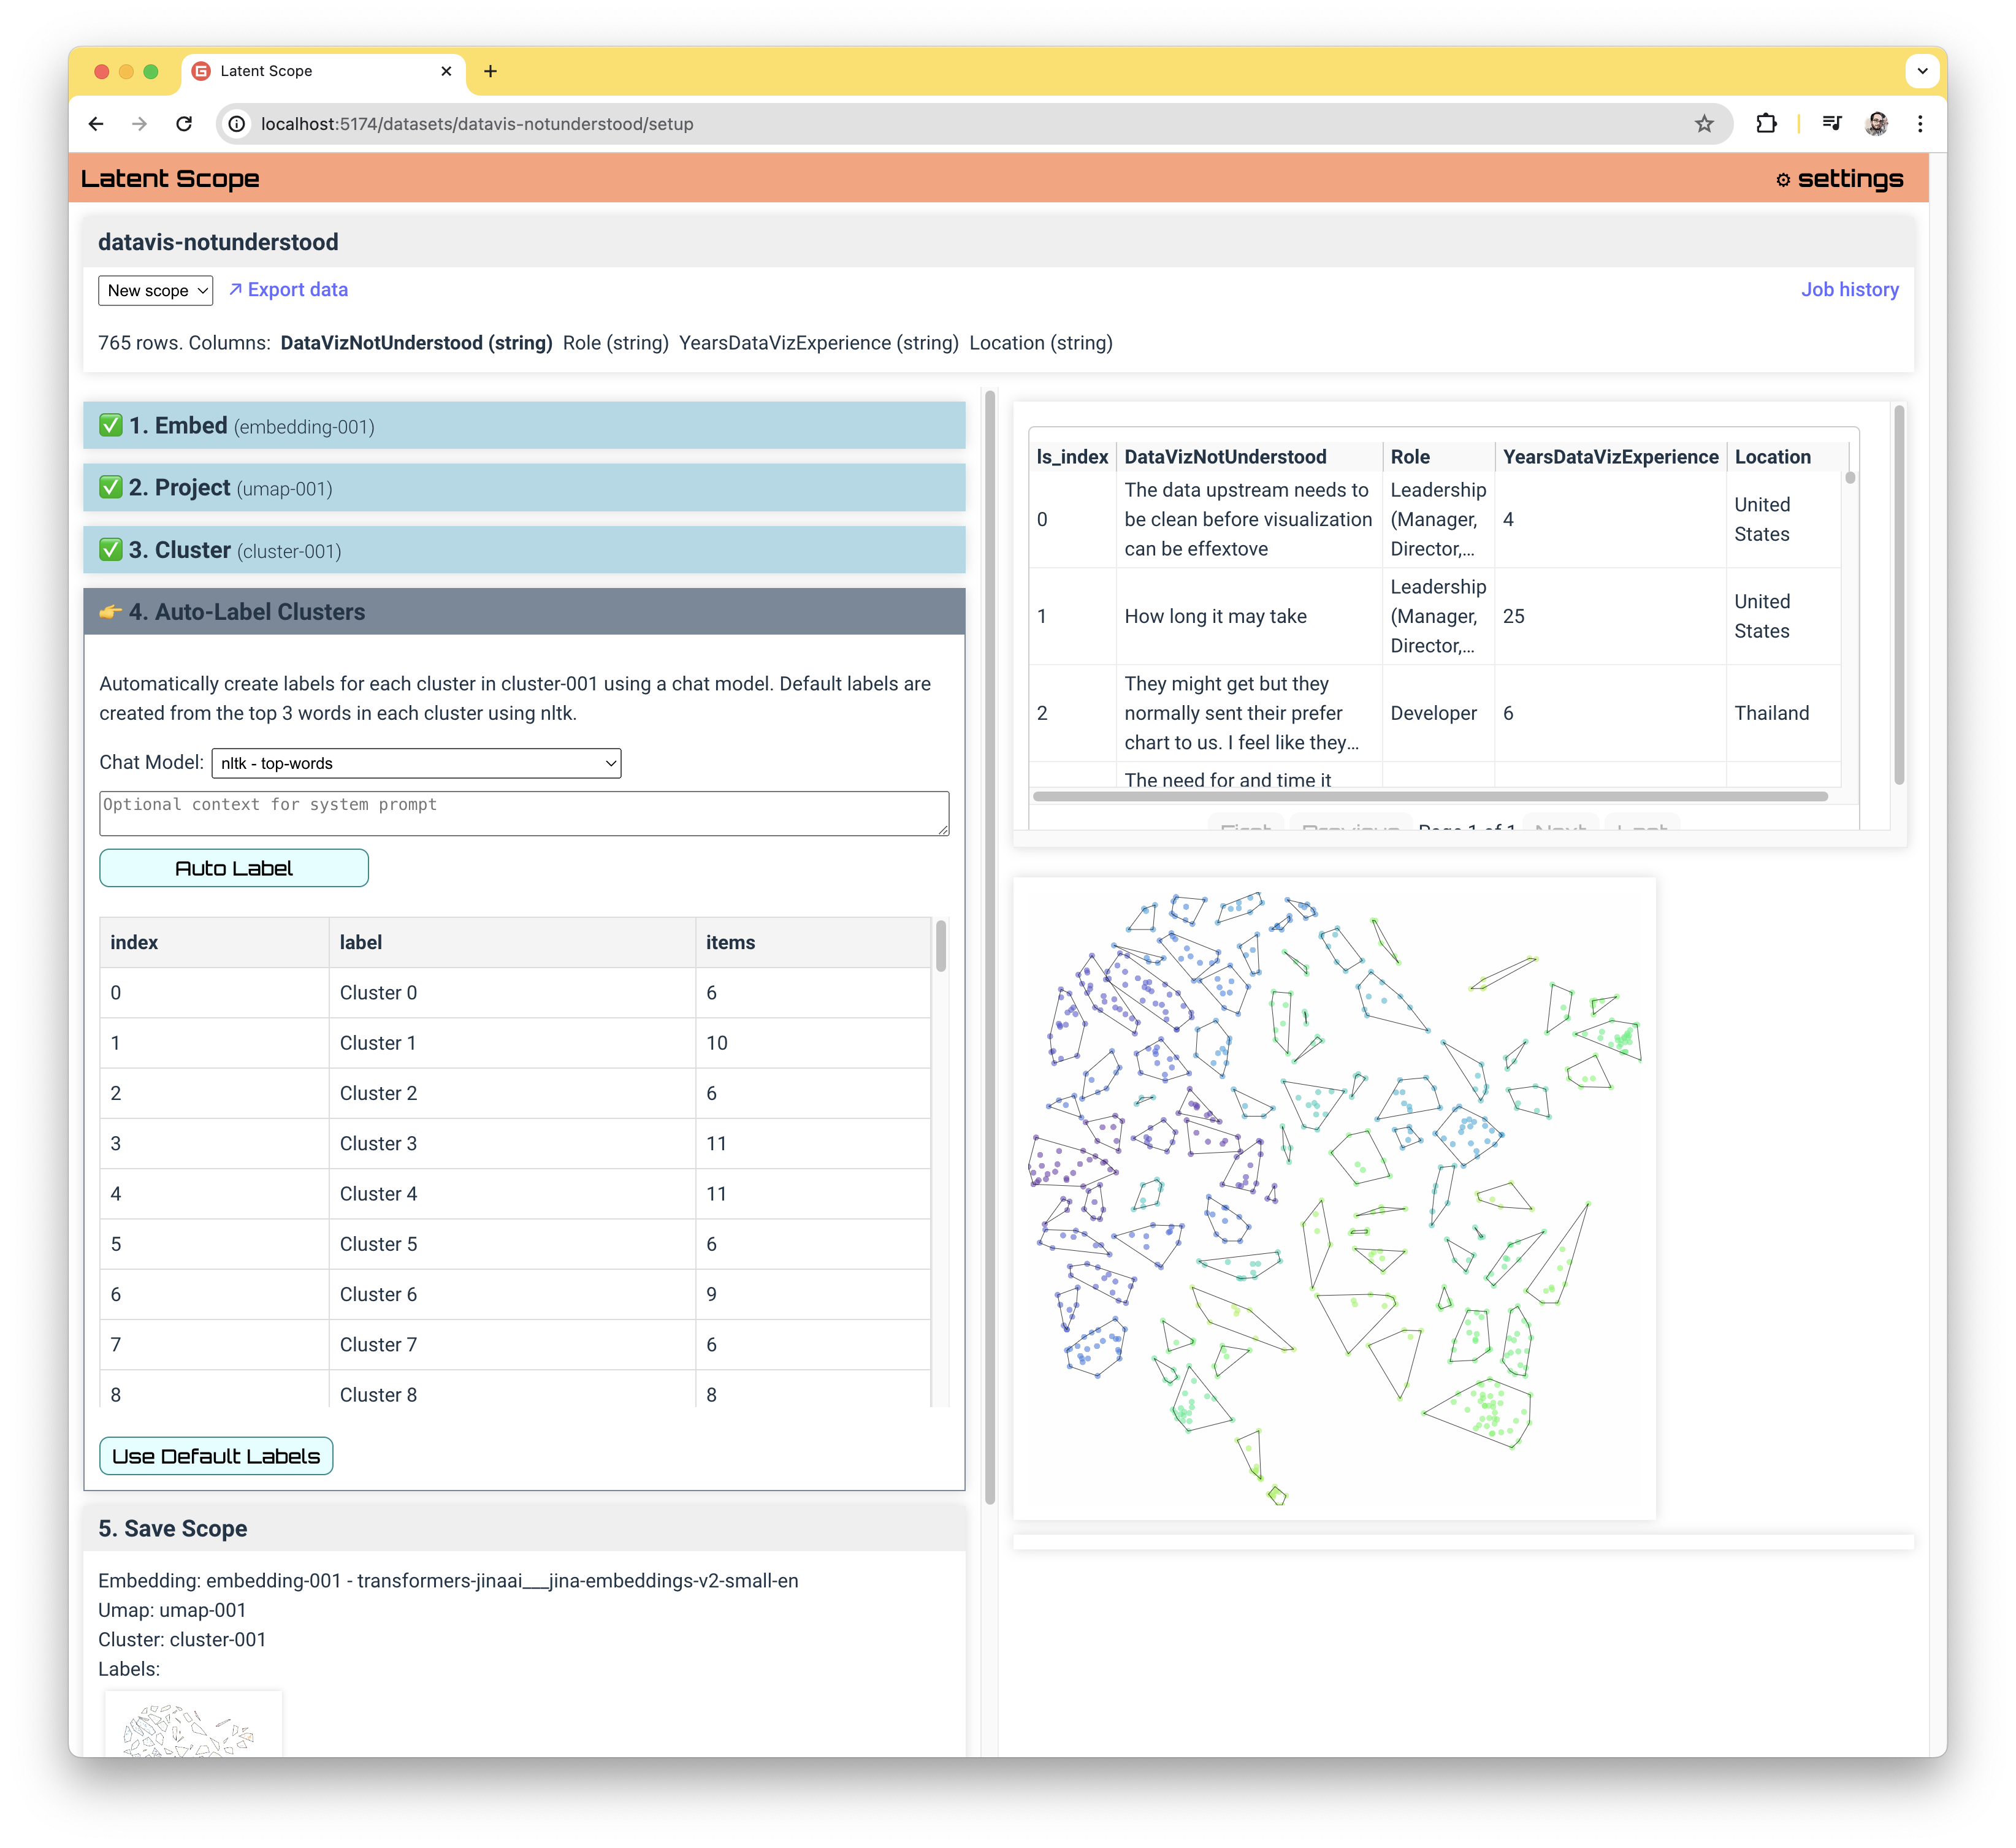 Latent Scope
localhost:5174/datasets/datavis-notunderstood/setup
Latent Scope
settings
datavis-notunderstood
New scope
Export data
Job history
765 rows. Columns: DataVizNotUnderstood (string) Role (string) YearsDataVizExperience (string) Location (string)
✅ 1. Embed (embedding-001)
✅ 2. Project (umap-001)
✅ 3. Cluster (cluster-001)
👉 4. Auto-Label Clusters
Automatically create labels for each cluster in cluster-001 using a chat model. Default labels are
created from the top 3 words in each cluster using nltk.
Chat Model: nltk - top-words
Optional context for system prompt
Auto Label
index label items
0 Cluster 0 6
1 Cluster 1 10
2 Cluster 2 6
3 Cluster 3 11
4 Cluster 4 11
5 Cluster 5 6
6 Cluster 6 9
7 Cluster 7 6
8 Cluster 8 8
Use Default Labels
5. Save Scope
Embedding: embedding-001 - transformers-jinaai___jina-embeddings-v2-small-en
Umap: umap-001
Cluster: cluster-001
Labels:
ls_index DataVizNotUnderstood Role YearsDataVizExperience Location
0
The data upstream needs to
be clean before visualization
can be effextove
Leadership
(Manager,
Director,...
4
United
States
1
How long it may take
Leadership
(Manager,
Director,...
25
United
States
2
They might get but they
normally sent their prefer
chart to us. I feel like they...
Developer
6
Thailand
The need for and time it
First Previous Page 1 of 1 Next Last